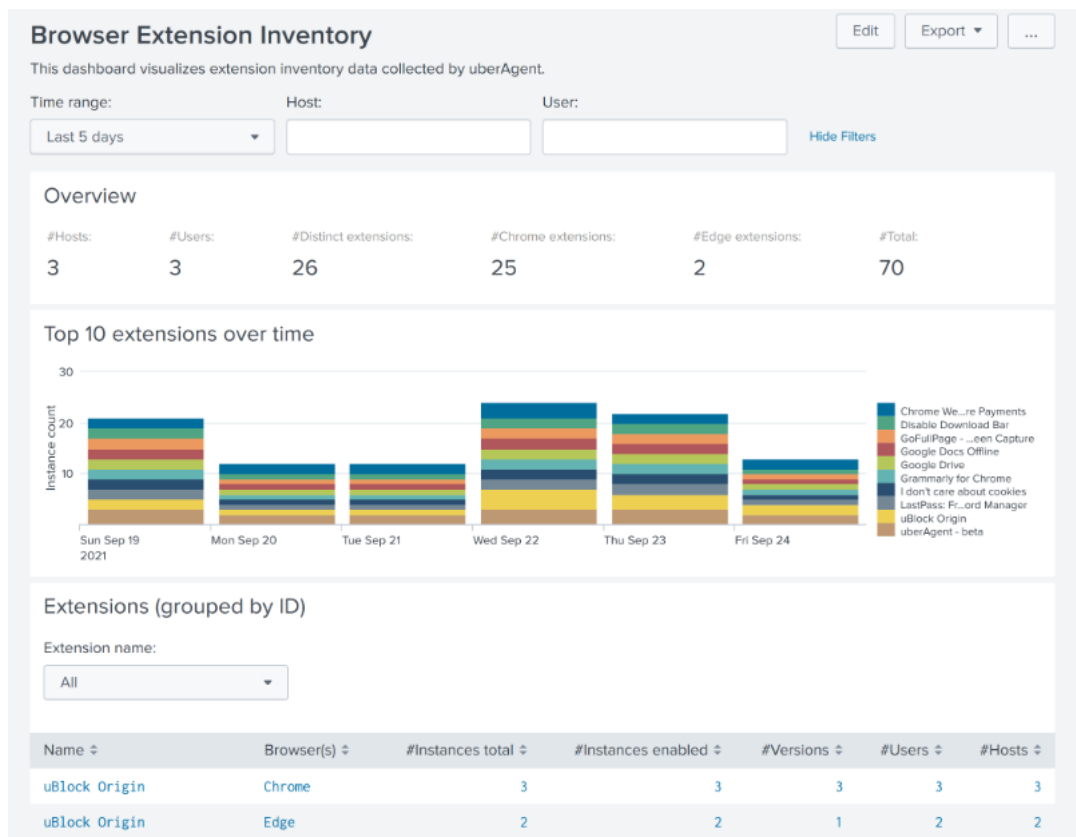 Browser Extension Inventory
Edit
Export
...
This dashboard visualizes extension inventory data collected by uberAgent.
Time range:
Host:
User:
Last 5 days
Hide Filters
Overview
#Hosts:
#Users:
#Distinct extensions:
#Chrome extensions:
#Edge extensions:
#Total:
3
3
26
25
2
70
Top 10 extensions over time
30
20
10
Instance count
Sun Sep 19
2021
Mon Sep 20
Tue Sep 21
Wed Sep 22
Thu Sep 23
Fri Sep 24
Chrome We...re Payments
Disable Download Bar
GoFullPage - ...een Capture
Google Docs Offline
Google Drive
Grammarly for Chrome
I don't care about cookies
LastPass: Fr...ord Manager
uBlock Origin
uberAgent - beta
Extensions (grouped by ID)
Extension name:
All
Name Browser(s) #Instances total #Instances enabled #Versions #Users #Hosts
uBlock Origin Chrome 3 3 3 3 3
uBlock Origin Edge 2 2 1 2 2